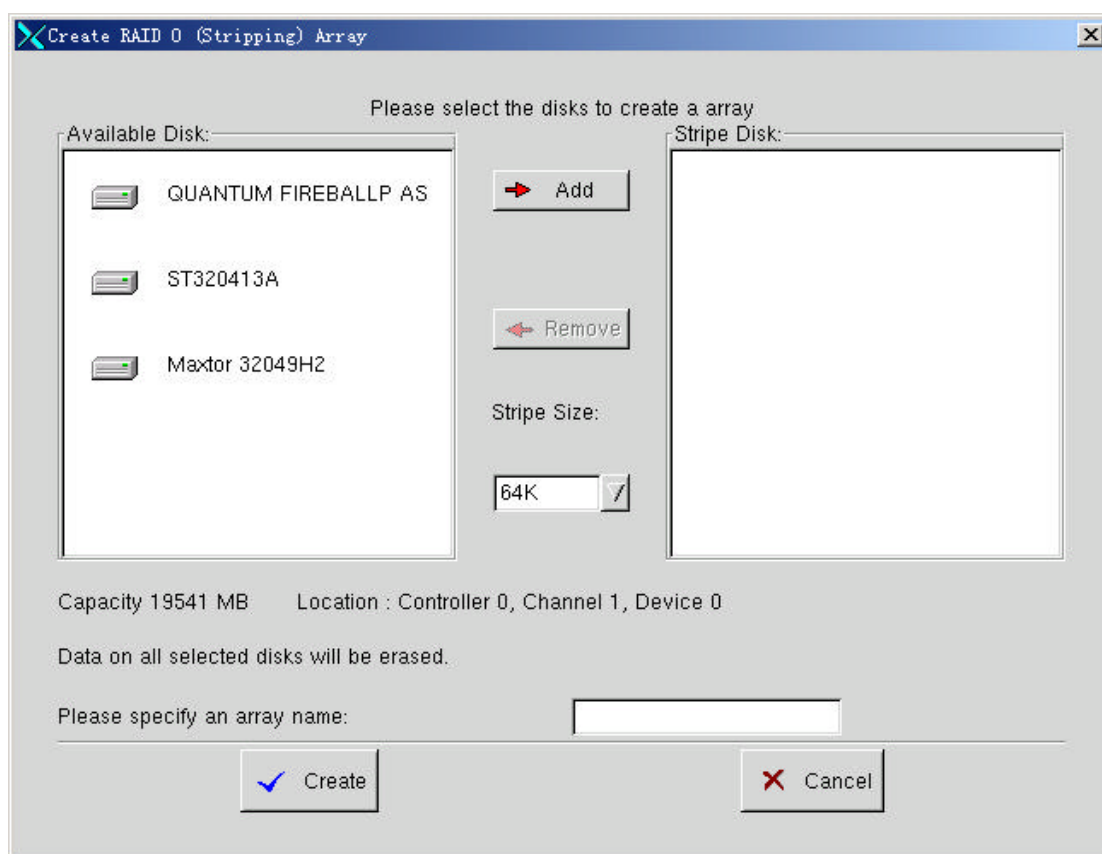 Create RAID 0 (Stripping) Array
Please select the disks to create a array
Available Disk:
Stripe Disk:
QUANTUM FIREBALLP AS
Add
ST320413A
Remove
Maxtor 32049H2
Stripe Size:
64K
Capacity 19541 MB Location : Controller 0, Channel 1, Device 0
Data on all selected disks will be erased.
Please specify an array name:
Create
Cancel